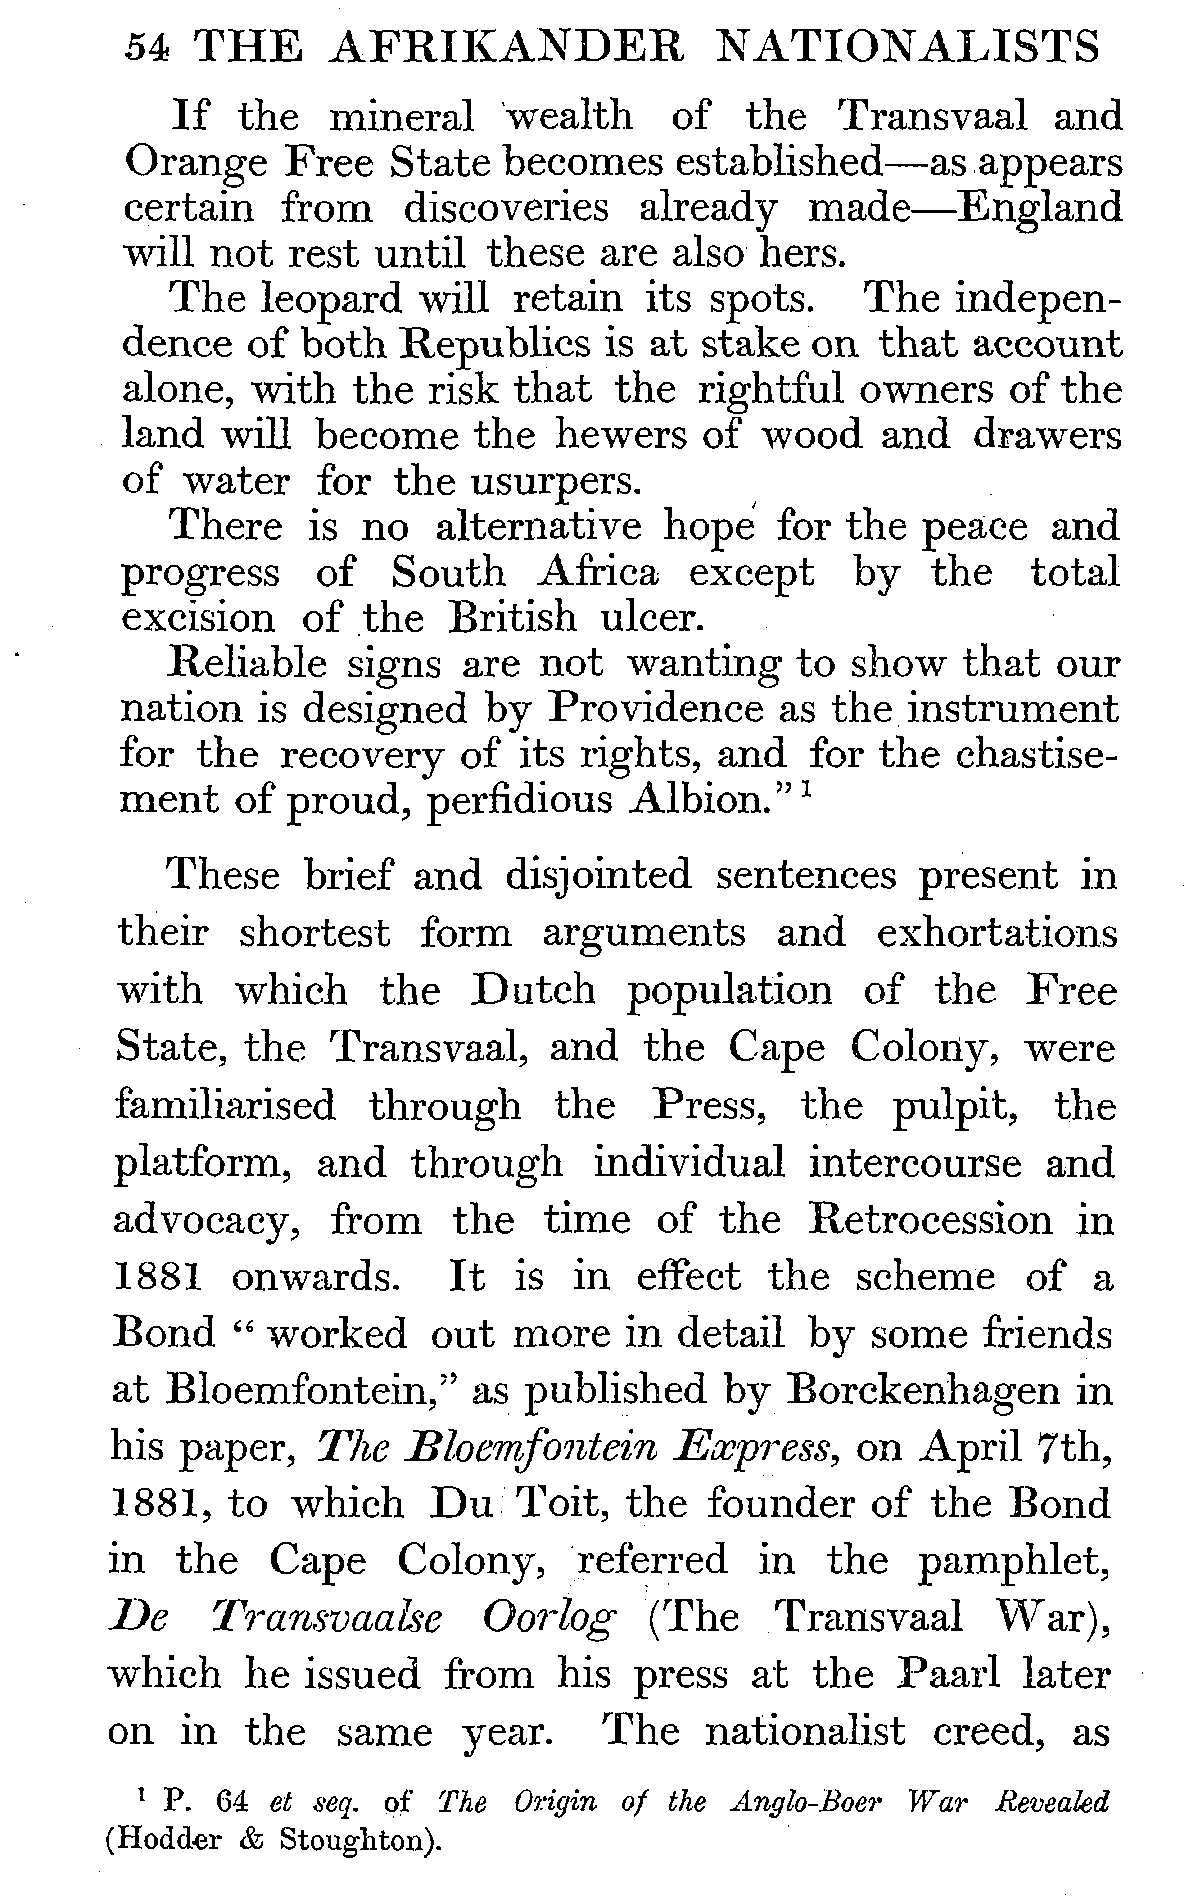 54 THE AFRIKANDER NATIONALISTS
If the mineral wealth of the Transvaal and
Orange Free State becomes established—as appears
certain from discoveries already made—England
will not rest until these are also hers.
The leopard will retain its spots. The indepen-
dence of both Republics is at stake on that account
alone, with the risk that the rightful owners of the
land will become the hewers of wood and drawers
of water for the usurpers.
There is no alternative hope for the peace and
progress of South Africa except by the total
excision of the British ulcer.
Reliable signs are not wanting to show that our
nation is designed by Providence as the instrument
for the recovery of its rights, and for the chastise-
ment of proud, perfidious Albion." ¹
These brief and disjointed sentences present in
their shortest form arguments and exhortations
with which the Dutch population of the Free
State, the Transvaal, and the Cape Colony, were
familiarised through the Press, the pulpit, the
platform, and through individual intercourse and
advocacy, from the time of the Retrocession in
1881 onwards. It is in effect the scheme of a
Bond " worked out more in detail by some friends
at Bloemfontein," as published by Borckenhagen in
his paper, The Bloemfontein Express, on April 7th,
1881, to which Du Toit, the founder of the Bond
in the Cape Colony, referred in the pamphlet,
De Transvaalse Oorlog (The Transvaal War),
which he issued from his press at the Paarl later
on in the same year. The nationalist creed, as
¹ P. 64 et seq. of The Origin of the Anglo-Boer War Revealed
(Hodder & Stoughton).